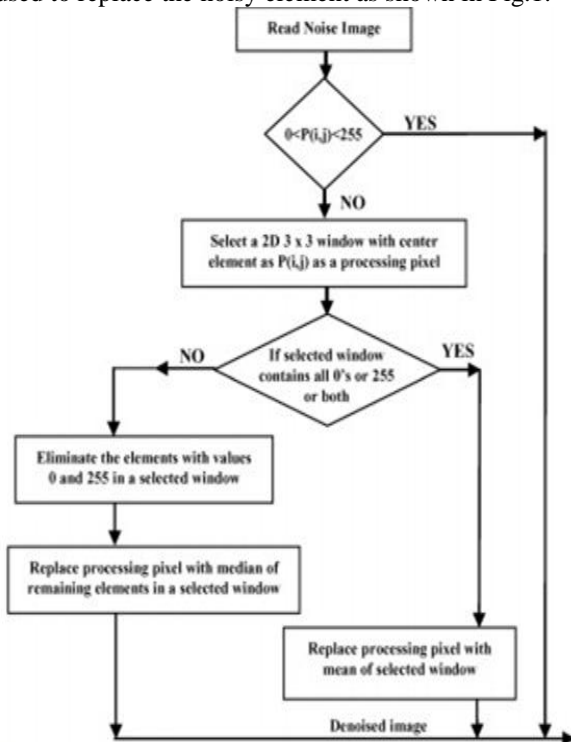 used to replace the noisy element as shown in Fig.1.
Read Noise Image
0<P(i,j)<255
YES
NO
Select a 2D 3 x 3 window with center
element as P(i,j) as a processing pixel
NO
If selected window
contains all 0's or 255
or both
YES
Eliminate the elements with values
0 and 255 in a selected window
Replace processing pixel with median of
remaining elements in a selected window
Replace processing pixel with
mean of selected window
Denoised image